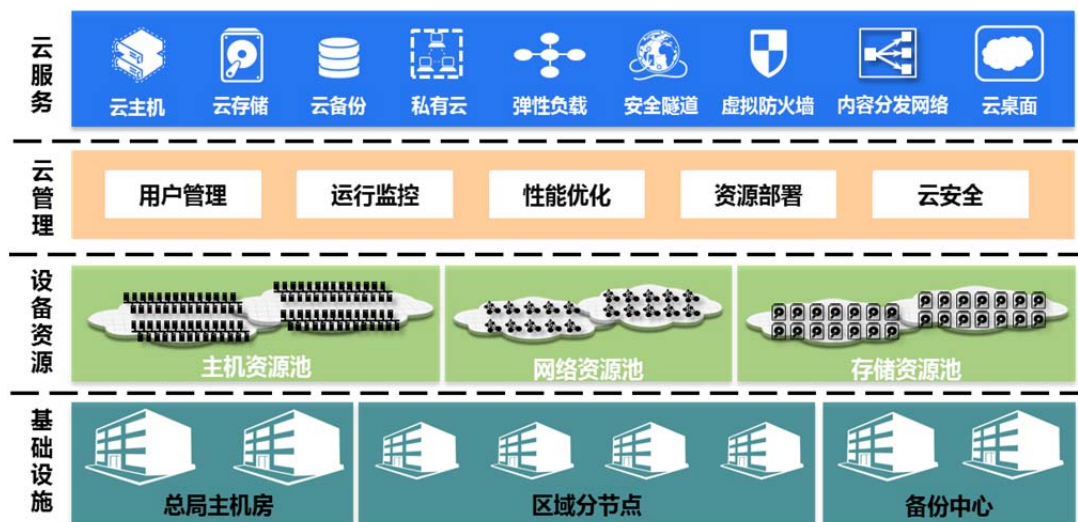 云服务
云主机
云存储
云备份
私有云
弹性负载
安全隧道
虚拟防火墙
内容分发网络
云桌面
云管理
用户管理
运行监控
性能优化
资源部署
云安全
设备资源
主机资源池
网络资源池
存储资源池
基础设施
总局主机房
区域分节点
备份中心